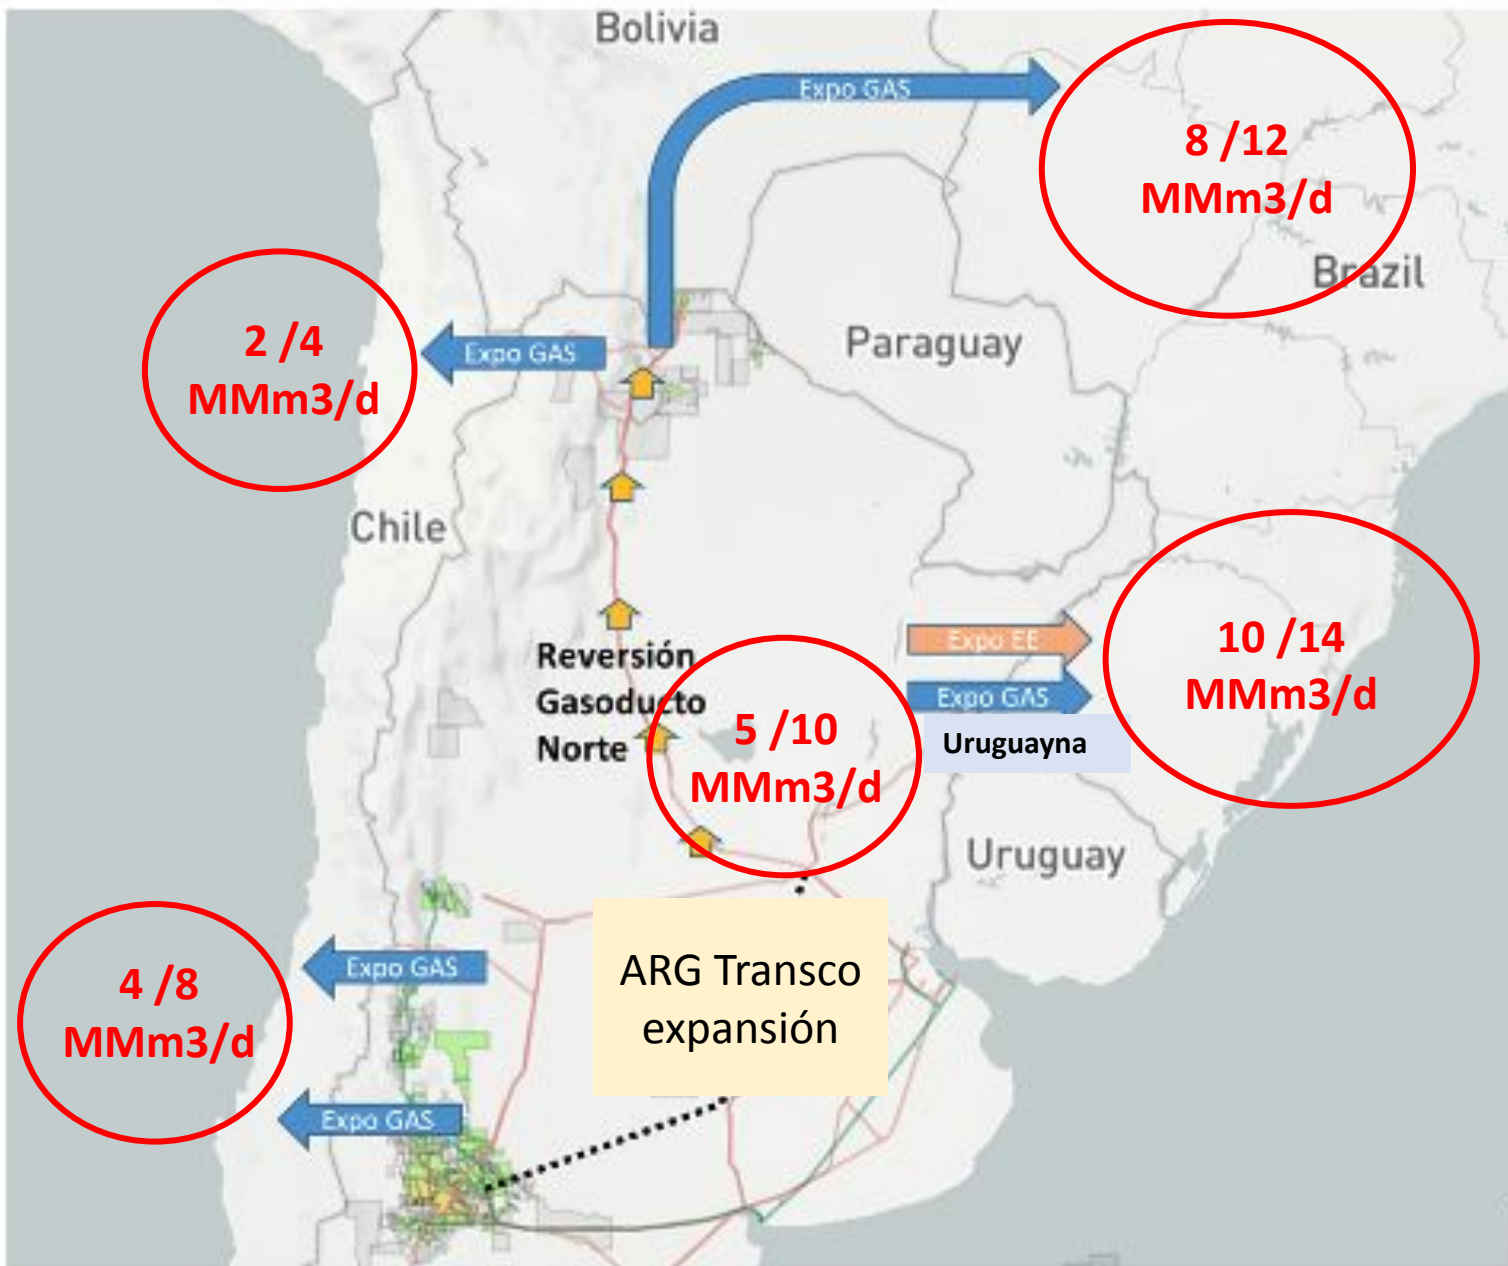 Bolivia
Expo GAS
8 /12
MMm3/d
Brazil
2 /4
MMm3/d
Expo GAS
Paraguay
Chile
Reversión
Gasoducto
Norte
5 /10
MMm3/d
Expo EE
Expo GAS
Uruguayna
10 /14
MMm3/d
Uruguay
ARG Transco
expansión
Expo GAS
4 /8
MMm3/d
Expo GAS